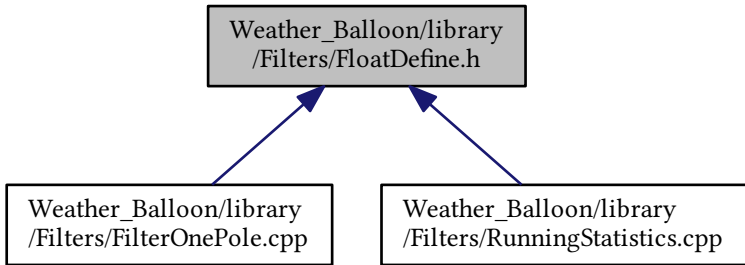 Weather_Balloon/library
/Filters/FloatDefine.h
Weather_Balloon/library
/Filters/FilterOnePole.cpp
Weather_Balloon/library
/Filters/RunningStatistics.cpp